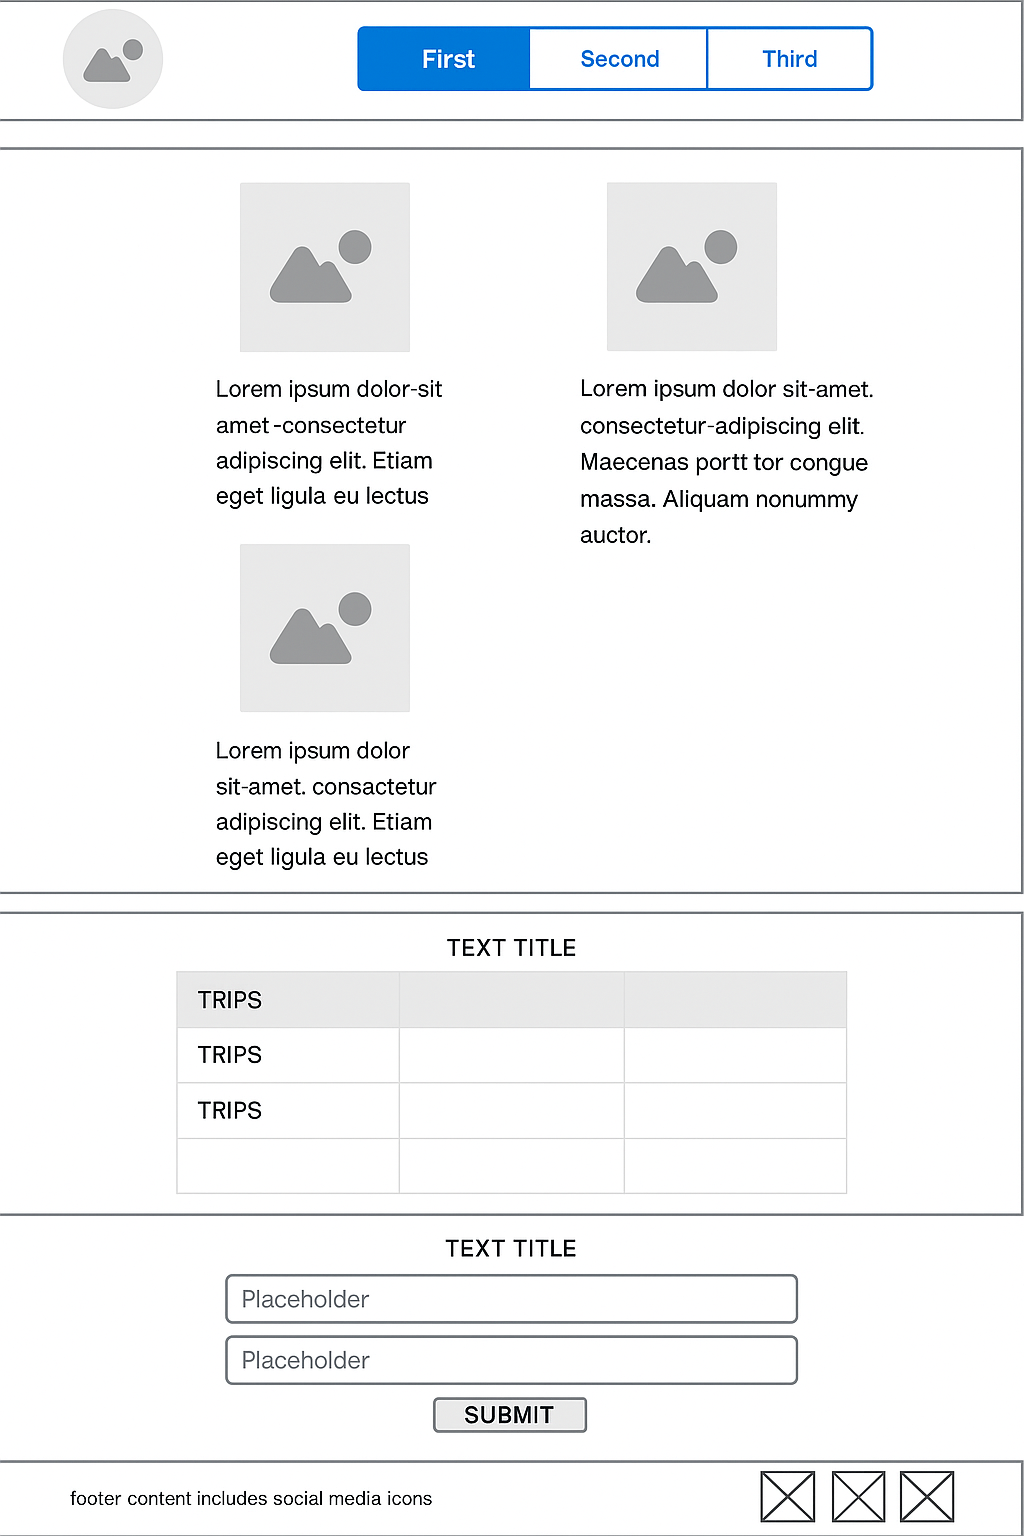 First
Second
Third
Lorem ipsum dolor-sit
amet-consectetur
adipiscing elit. Etiam
eget ligula eu lectus
Lorem ipsum dolor sit-amet.
consectetur-adipiscing elit.
Maecenas portt tor congue
massa. Aliquam nonummy
auctor.
Lorem ipsum dolor
sit-amet. consactetur
adipiscing elit. Etiam
eget ligula eu lectus
TEXT TITLE
TRIPS
TRIPS
TRIPS
TEXT TITLE
Placeholder
Placeholder
SUBMIT
footer content includes social media icons